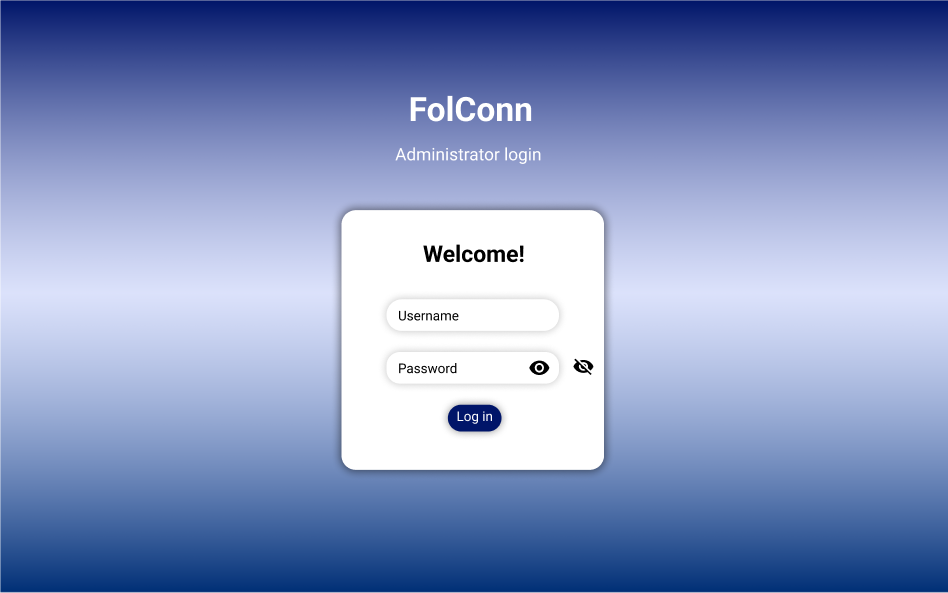 FolConn
Administrator login
Welcome!
Username
Password
Log in